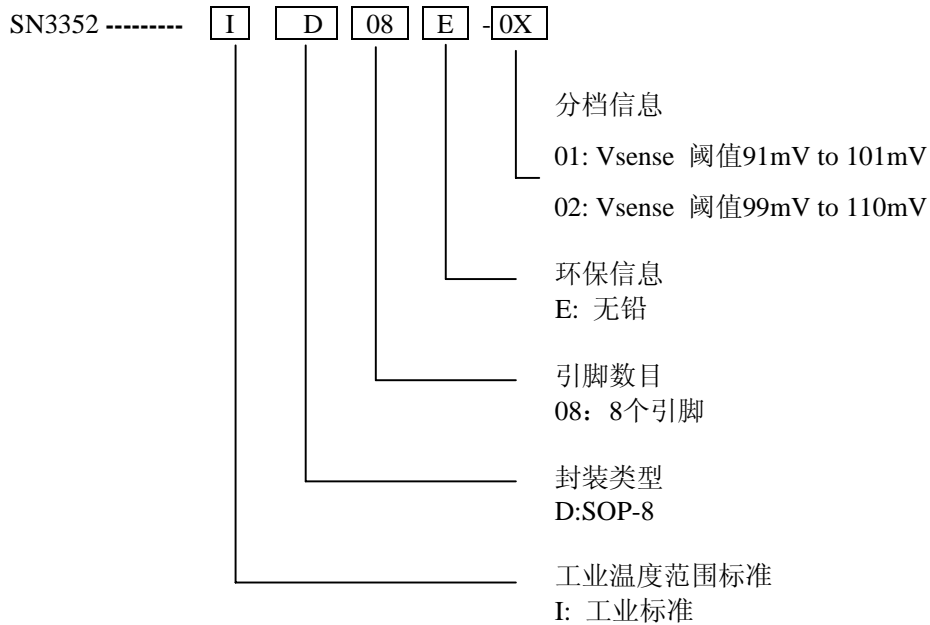 SN3352 --------- I D 08 E -0X
分档信息
01: Vsense 阈值91mV to 101mV
02: Vsense 阈值99mV to 110mV
环保信息
E: 无铅
引脚数目
08：8个引脚
封装类型
D:SOP-8
工业温度范围标准
I: 工业标准